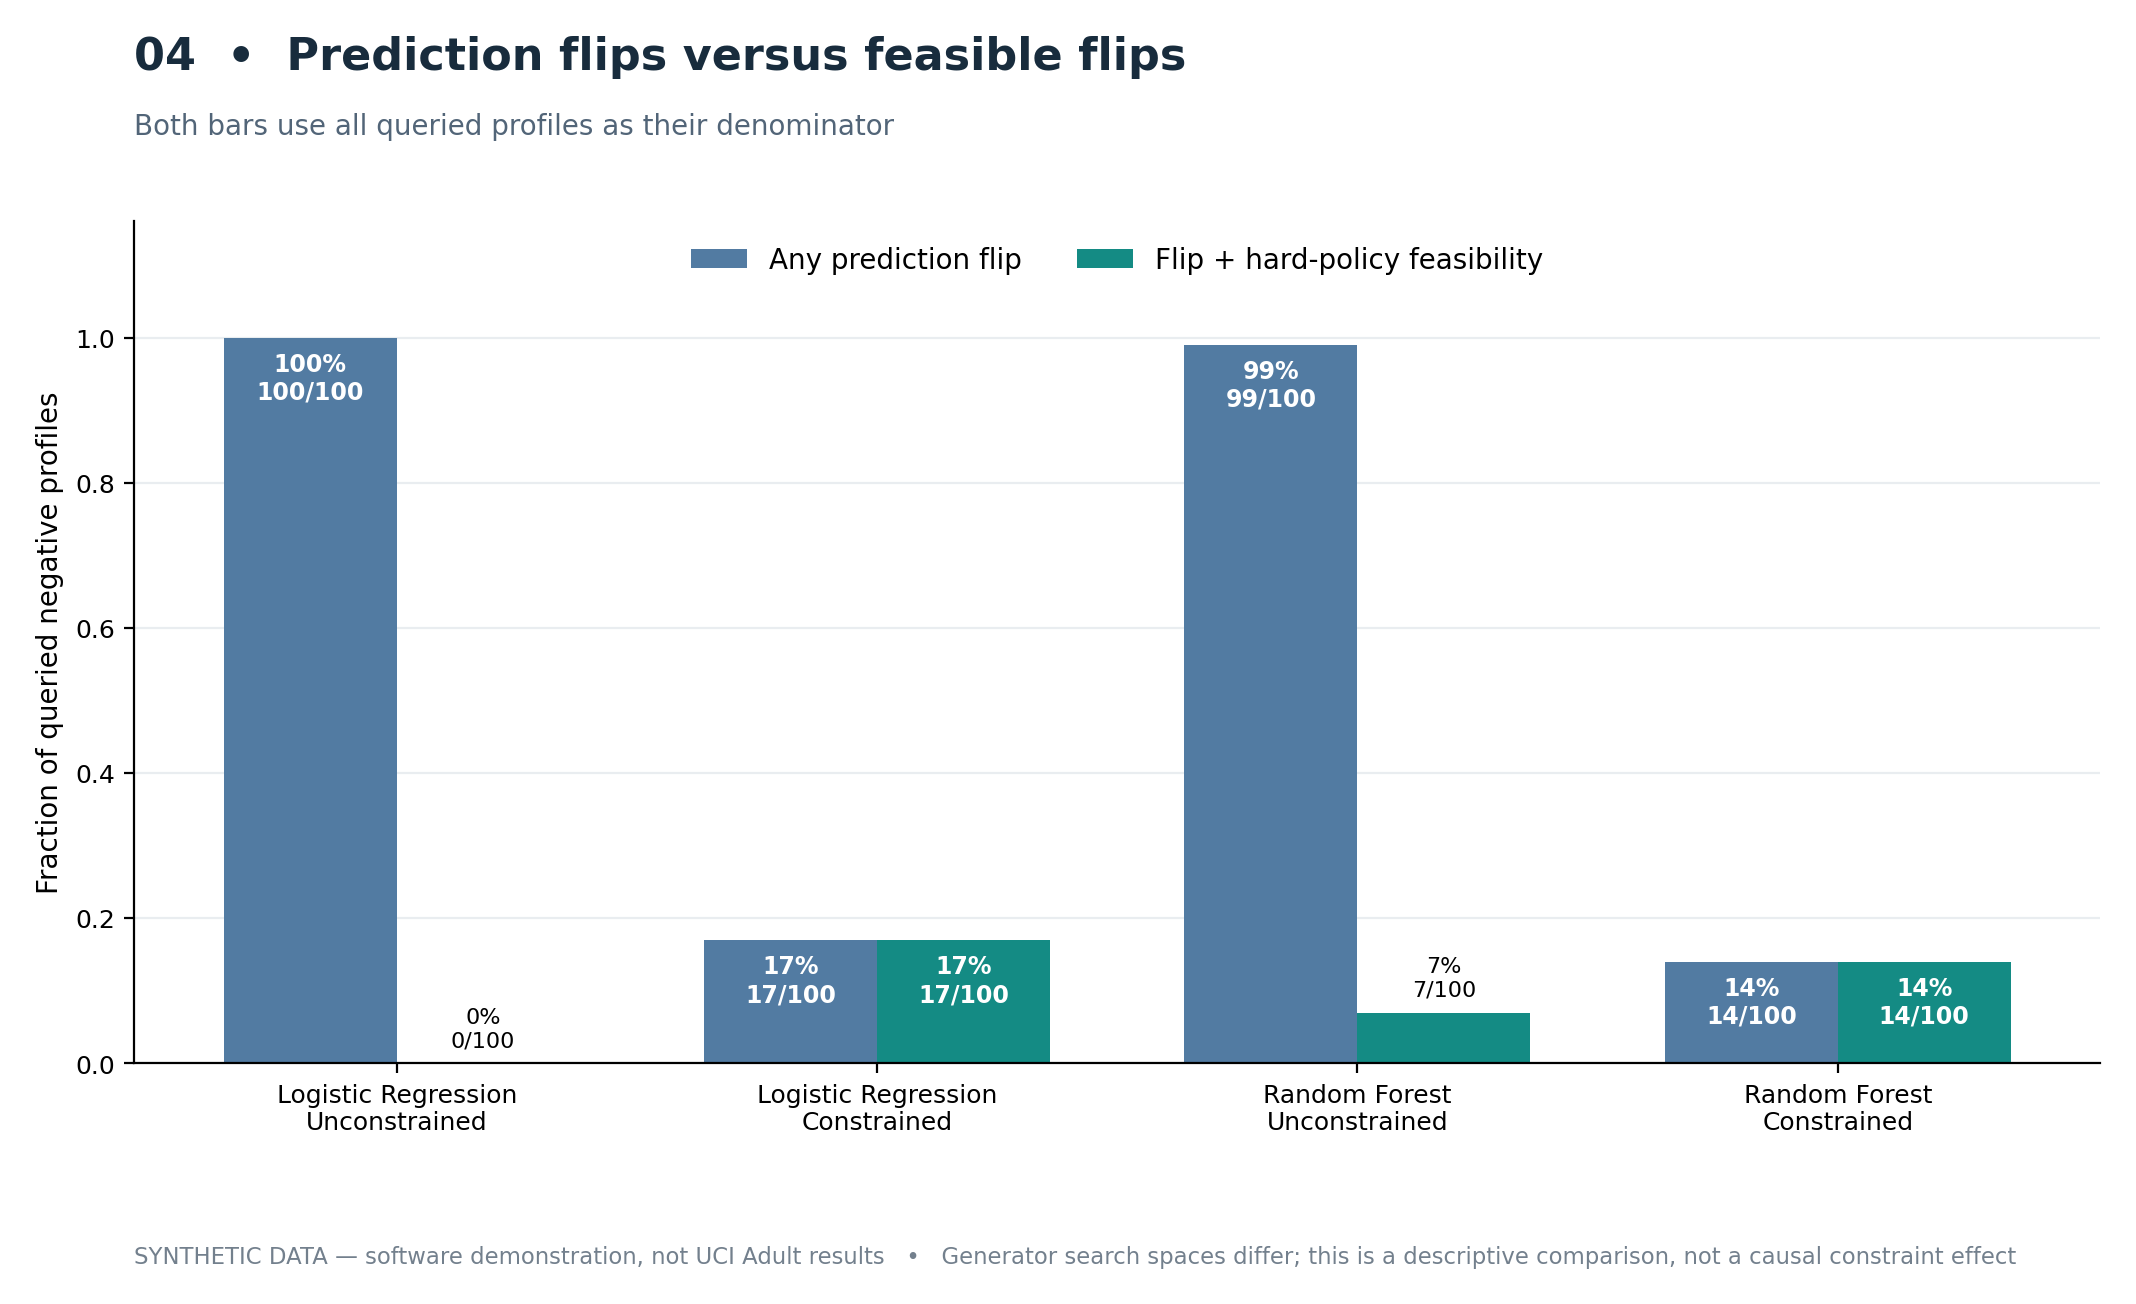 04 • Prediction flips versus feasible flips
Both bars use all queried profiles as their denominator
Any prediction flip
Flip + hard-policy feasibility
Fraction of queried negative profiles
1.0
0.8
0.6
0.4
0.2
0.0
100%
100/100
0%
0/100
17%
17/100
17%
17/100
99%
99/100
7%
7/100
14%
14/100
14%
14/100
Logistic Regression
Unconstrained
Logistic Regression
Constrained
Random Forest
Unconstrained
Random Forest
Constrained
SYNTHETIC DATA — software demonstration, not UCI Adult results • Generator search spaces differ; this is a descriptive comparison, not a causal constraint effect